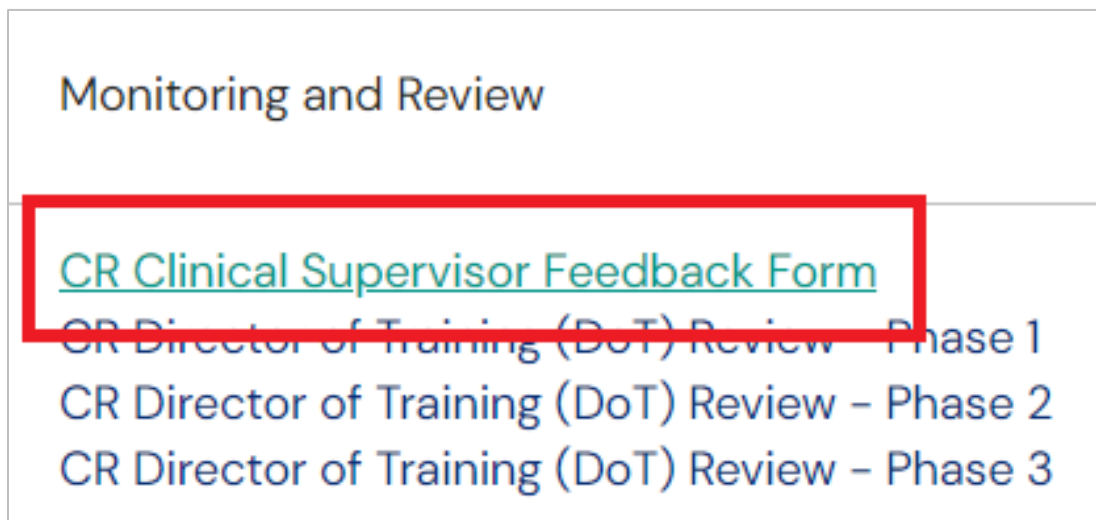 Monitoring and Review
CR Clinical Supervisor Feedback Form
CR Director of Training (DoT) Review – Phase 1
CR Director of Training (DoT) Review – Phase 2
CR Director of Training (DoT) Review – Phase 3